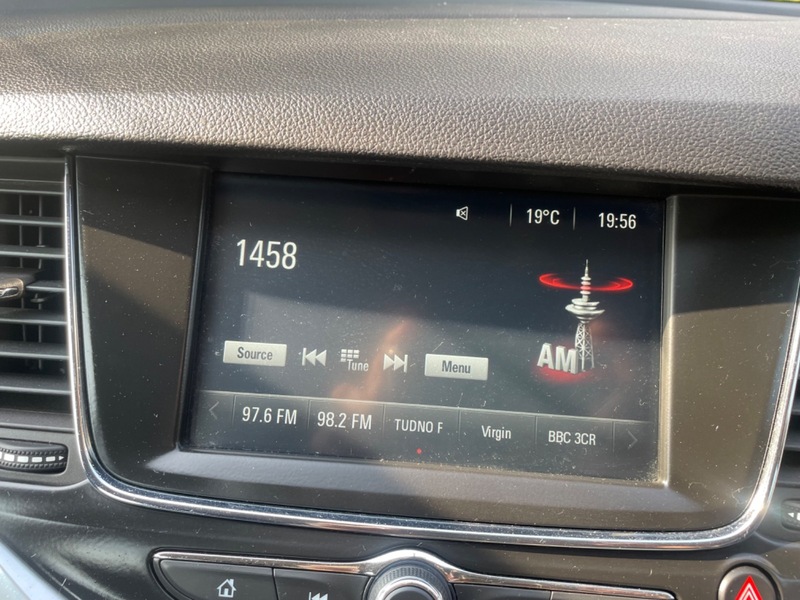 19°C 19:56
1458
AM
Source Tune Menu
97.6 FM 98.2 FM TUDNO F Virgin BBC 3CR